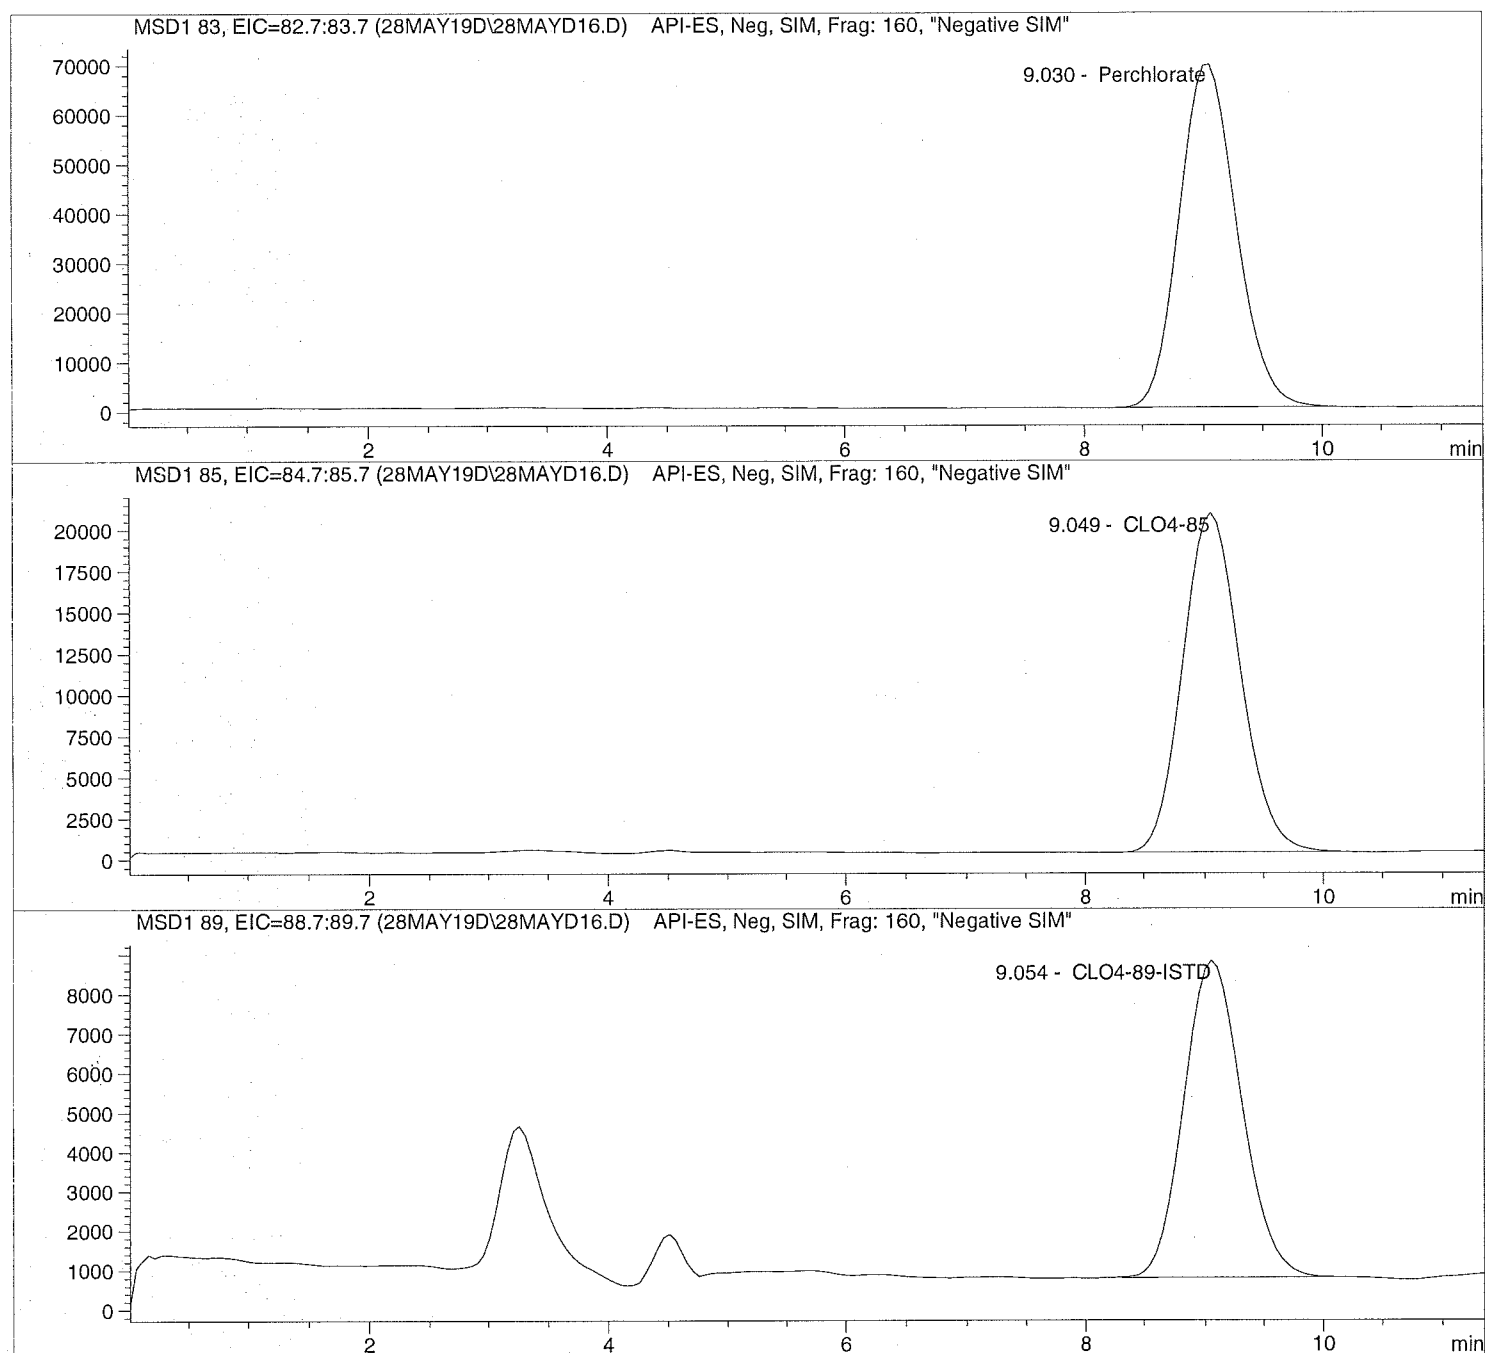 MSD1 83, EIC=82.7:83.7 (28MAY19D\28MAYD16.D) API-ES, Neg, SIM, Frag: 160, "Negative SIM"
70000
9.030 - Perchlorate
60000
50000
40000
30000
20000
10000
0
2 4 6 8 10 min
MSD1 85, EIC=84.7:85.7 (28MAY19D\28MAYD16.D) API-ES, Neg, SIM, Frag: 160, "Negative SIM"
20000
9.049 - CLO4-85
17500
15000
12500
10000
7500
5000
2500
0
2 4 6 8 10 min
MSD1 89, EIC=88.7:89.7 (28MAY19D\28MAYD16.D) API-ES, Neg, SIM, Frag: 160, "Negative SIM"
9.054 - CLO4-89-ISTD
8000
7000
6000
5000
4000
3000
2000
1000
0
2 4 6 8 10 min